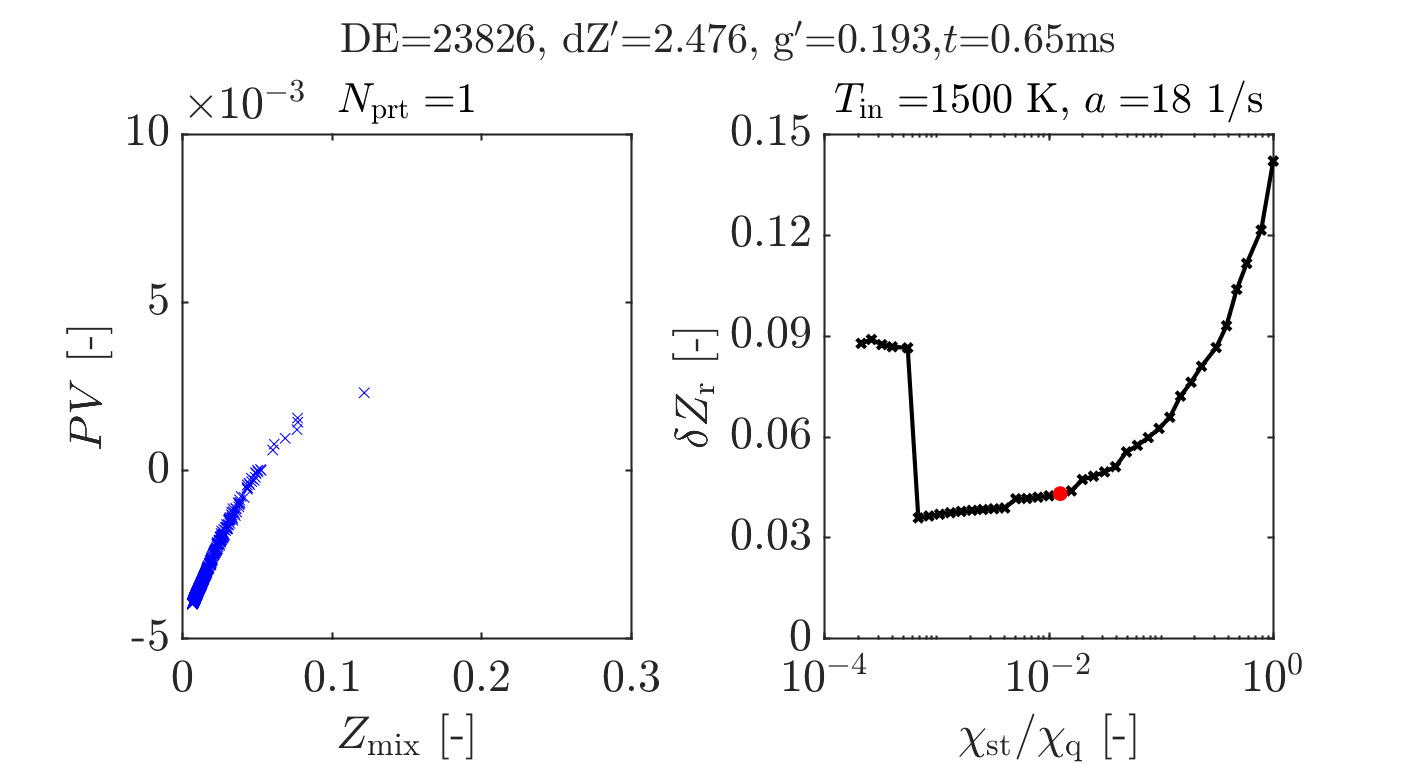 DE=23826, dZ′=2.476, g′=0.193,t=0.65ms
×10⁻³ N_prt =1
10
5
0
-5
0 0.1 0.2 0.3
PV [-]
Z_mix [-]
T_in =1500 K, a =18 1/s
0.15
0.12
0.09
0.06
0.03
0
10⁻⁴ 10⁻² 10⁰
δZ_r [-]
χ_st/χ_q [-]